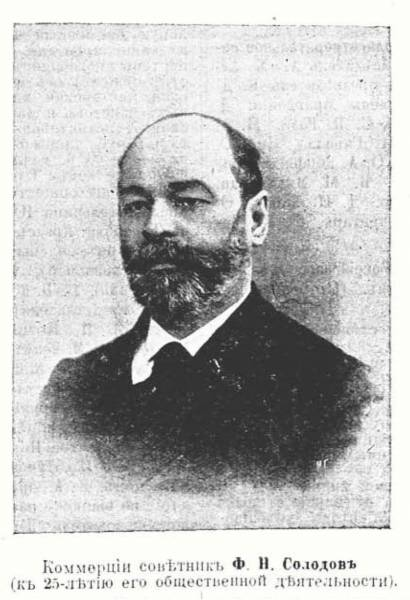 Коммерціи совѣтникъ Ф. Н. Солодовъ
(къ 25-лѣтію его общественной дѣятельности).